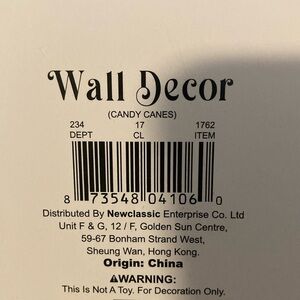 Wall Decor
(CANDY CANES)
234 17 1762
DEPT CL ITEM
8 73548 04106 0
Distributed By Newclassic Enterprise Co. Ltd
Unit F & G, 12 / F, Golden Sun Centre,
59-67 Bonham Strand West,
Sheung Wan, Hong Kong.
Origin: China
⚠WARNING:
This Is Not A Toy. For Decoration Only.